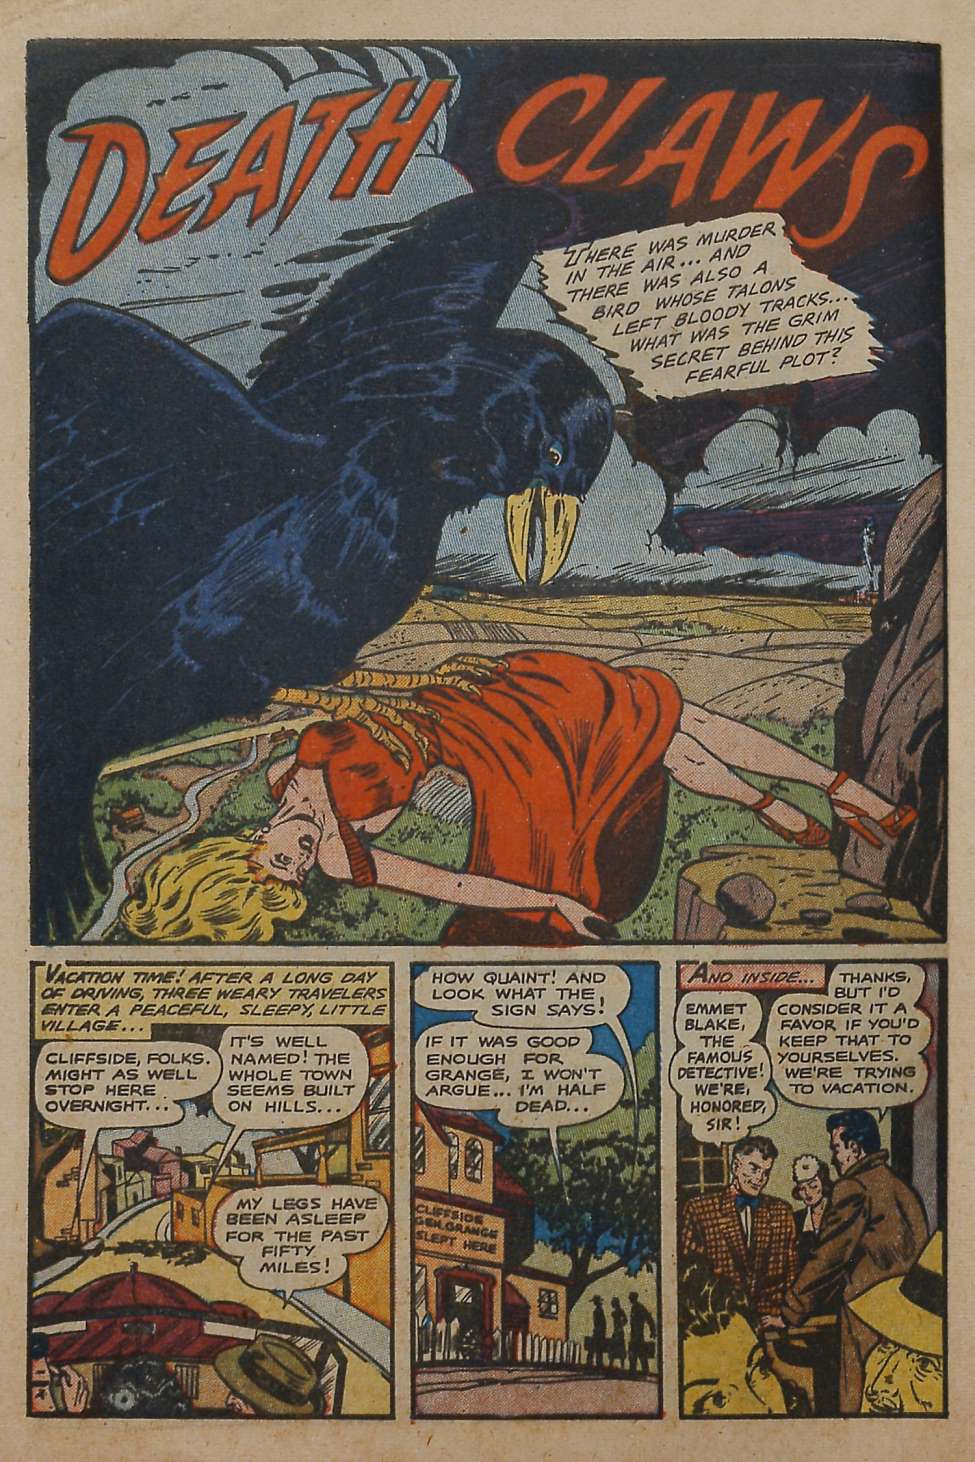 DEATH CLAWS
THERE WAS MURDER
IN THE AIR... AND
THERE WAS ALSO A
BIRD WHOSE TALONS
LEFT BLOODY TRACKS...
WHAT WAS THE GRIM
SECRET BEHIND THIS
FEARFUL PLOT?
VACATION TIME! AFTER A LONG DAY
OF DRIVING, THREE WEARY TRAVELERS
ENTER A PEACEFUL, SLEEPY, LITTLE
VILLAGE...
CLIFFSIDE, FOLKS.
MIGHT AS WELL
STOP HERE
OVERNIGHT...
IT'S WELL
NAMED! THE
WHOLE TOWN
SEEMS BUILT
ON HILLS...
MY LEGS HAVE
BEEN ASLEEP
FOR THE PAST
FIFTY
MILES!
HOW QUAINT! AND
LOOK WHAT THE
SIGN SAYS!
IF IT WAS GOOD
ENOUGH FOR
GRANGE, I WON'T
ARGUE... I'M HALF
DEAD...
CLIFFSIDE
GEN. GRANGE
SLEPT HERE
AND INSIDE...
EMMET
BLAKE,
THE
FAMOUS
DETECTIVE!
WE'RE,
HONORED,
SIR!
THANKS,
BUT I'D
CONSIDER IT A
FAVOR IF YOU'D
KEEP THAT TO
YOURSELVES.
WE'RE TRYING
TO VACATION.